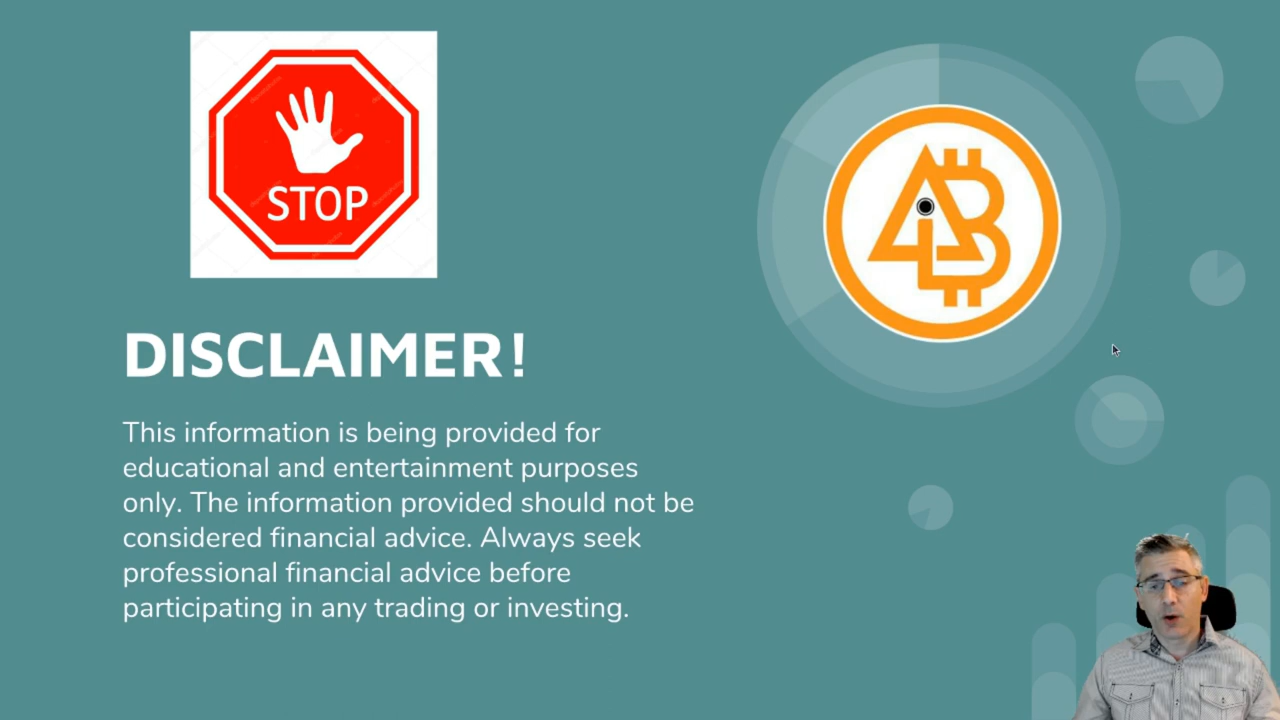 STOP
DISCLAIMER!
This information is being provided for
educational and entertainment purposes
only. The information provided should not be
considered financial advice. Always seek
professional financial advice before
participating in any trading or investing.